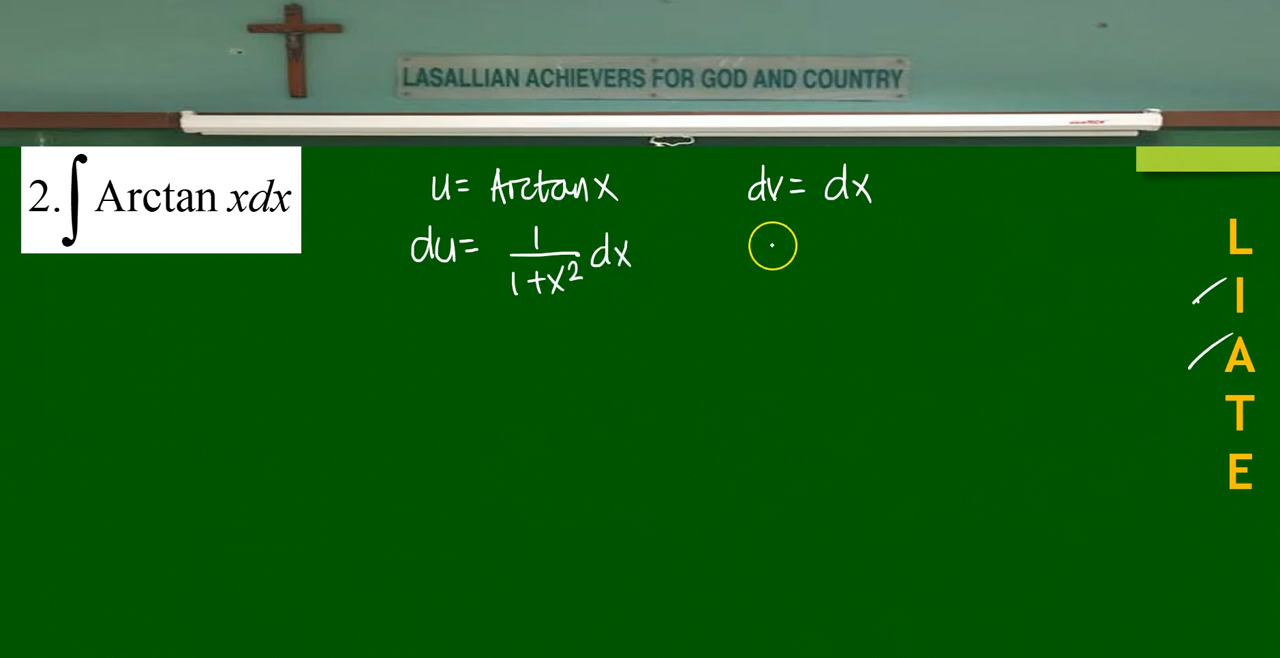 LASALLIAN ACHIEVERS FOR GOD AND COUNTRY
2. ∫ Arctan xdx
u = Arctan x
dv = dx
du = 1/(1+x²) dx
L
I
A
T
E